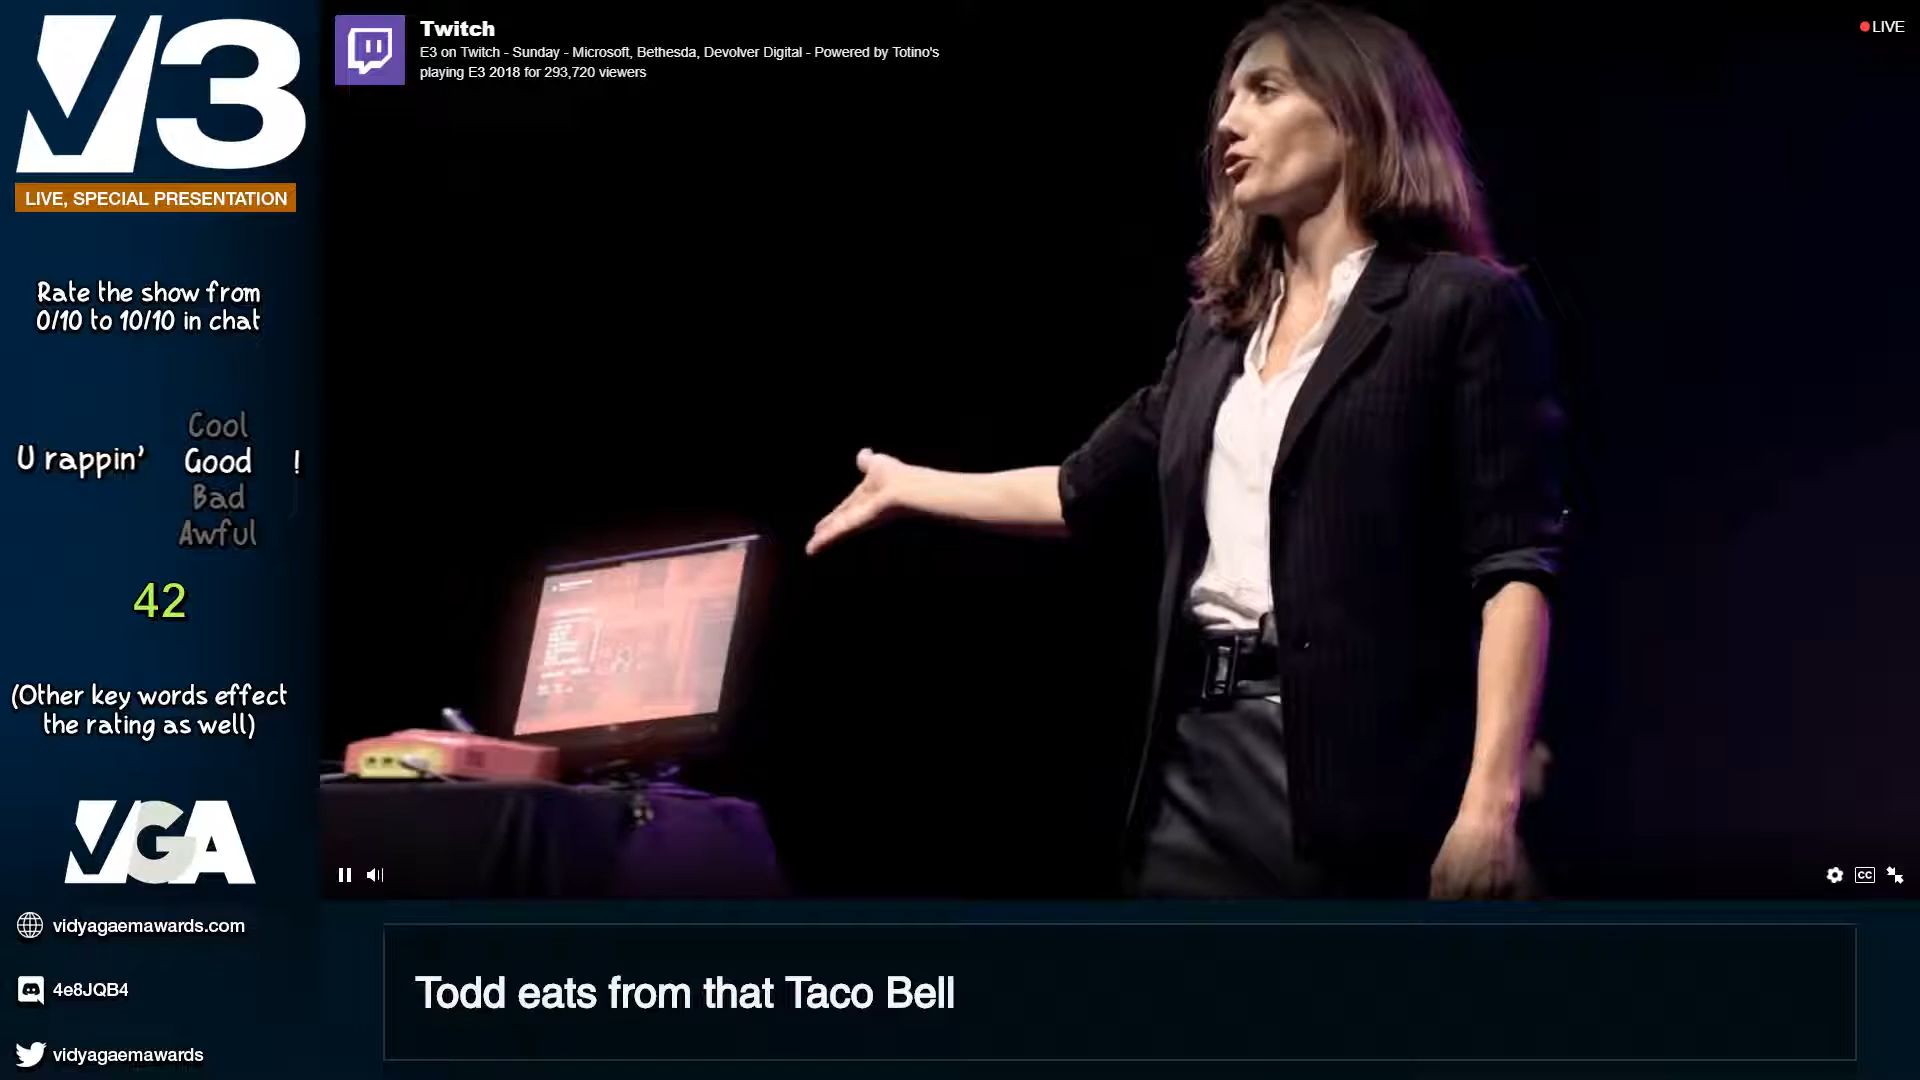 V3
LIVE, SPECIAL PRESENTATION
Rate the show from
0/10 to 10/10 in chat
U rappin' Cool
Good !
Bad
Awful
42
(Other key words effect
the rating as well)
VGA
vidyagaemawards.com
4e8JQB4
vidyagaemawards
Twitch
E3 on Twitch - Sunday - Microsoft, Bethesda, Devolver Digital - Powered by Totino's
playing E3 2018 for 293,720 viewers
LIVE
CC
Todd eats from that Taco Bell